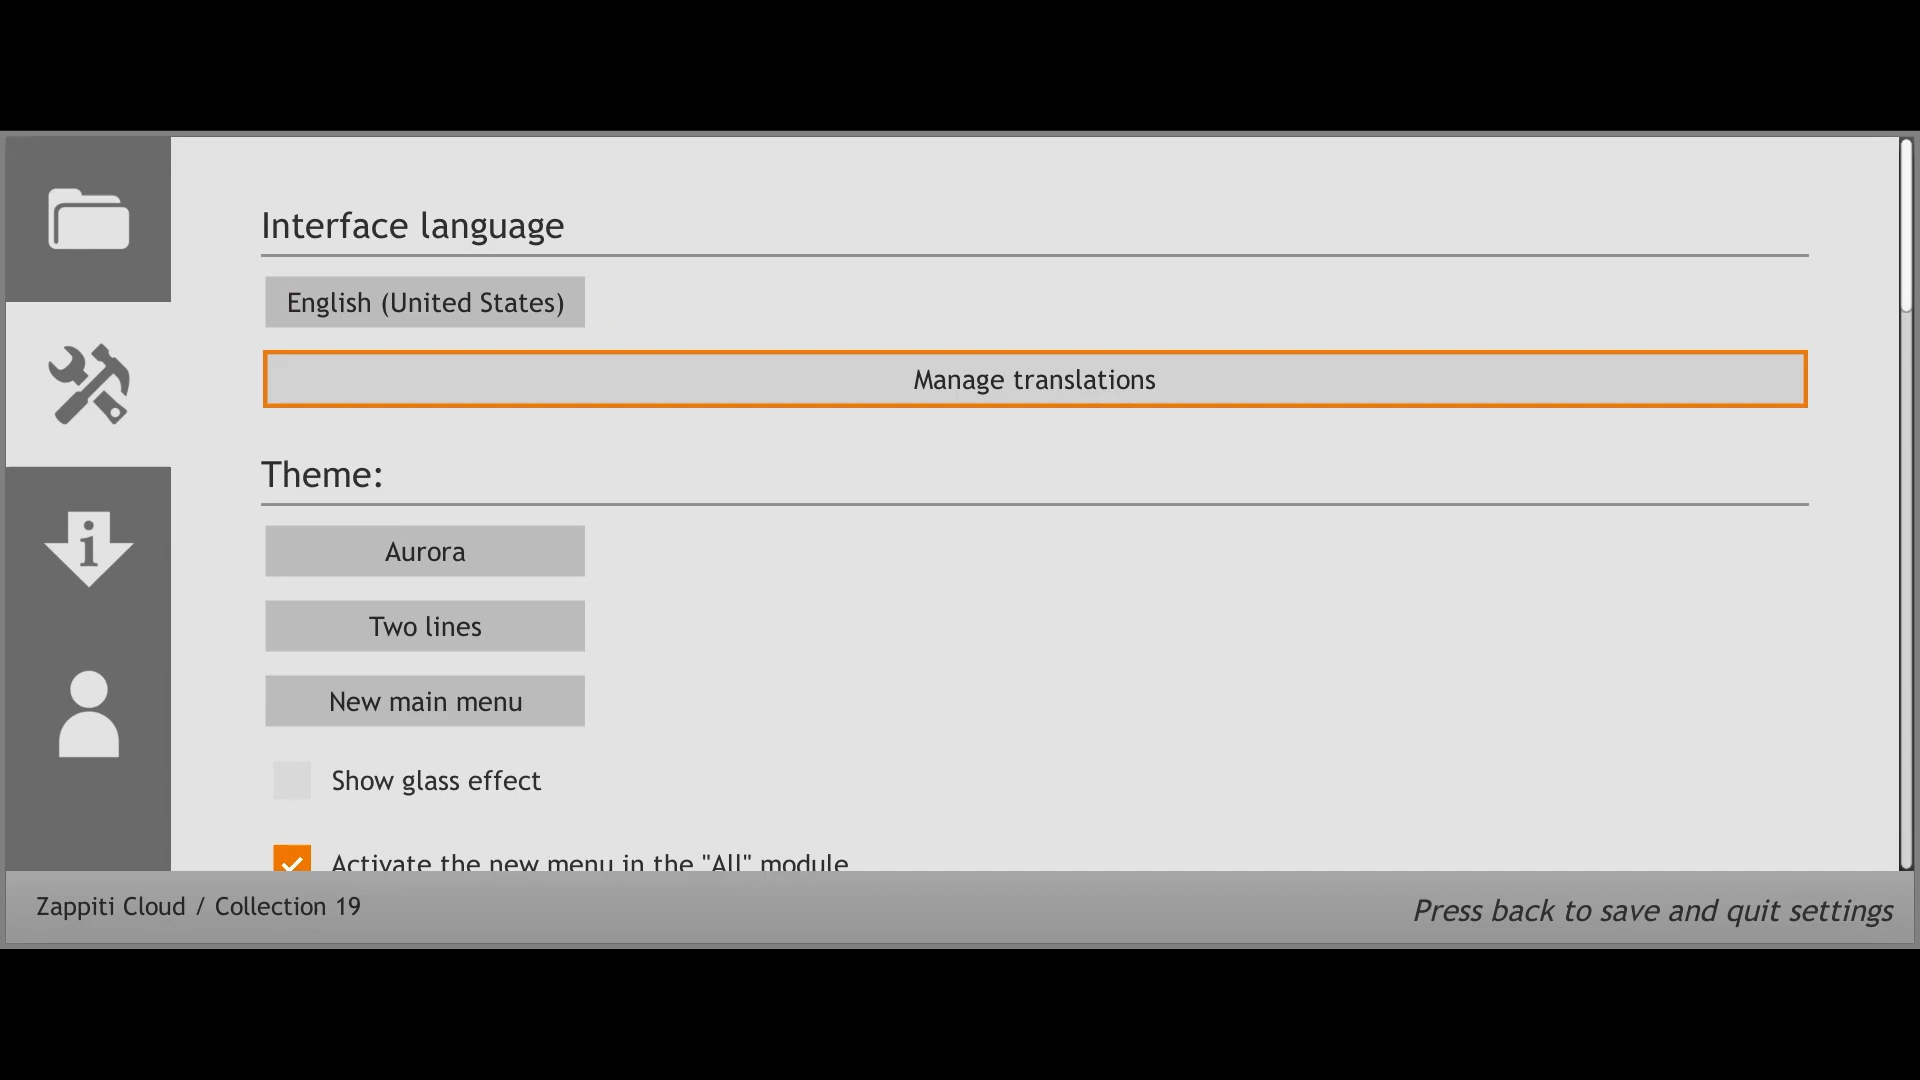 Interface language
English (United States)
Manage translations
Theme:
Aurora
Two lines
New main menu
Show glass effect
Activate the new menu in the "All" module
Zappiti Cloud / Collection 19
Press back to save and quit settings